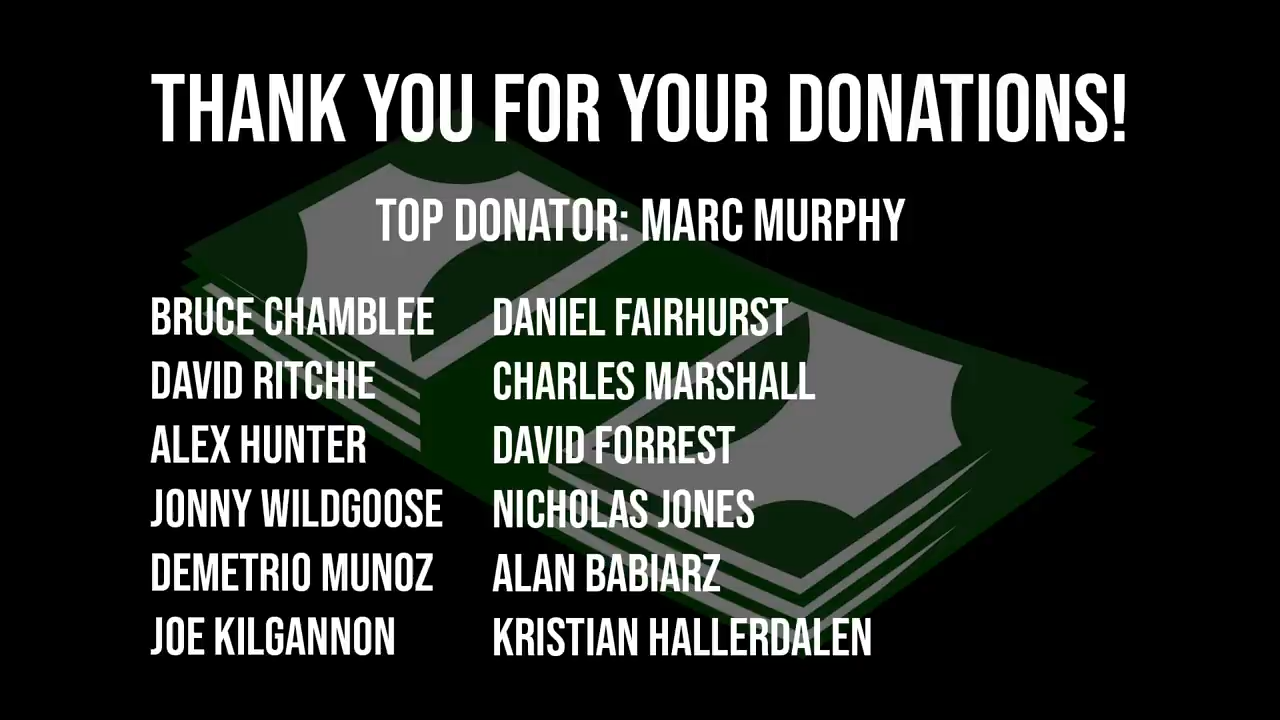 THANK YOU FOR YOUR DONATIONS!
TOP DONATOR: MARC MURPHY
BRUCE CHAMBLEE
DAVID RITCHIE
ALEX HUNTER
JONNY WILDGOOSE
DEMETRIO MUNOZ
JOE KILGANNON
DANIEL FAIRHURST
CHARLES MARSHALL
DAVID FORREST
NICHOLAS JONES
ALAN BABIARZ
KRISTIAN HALLERDALEN